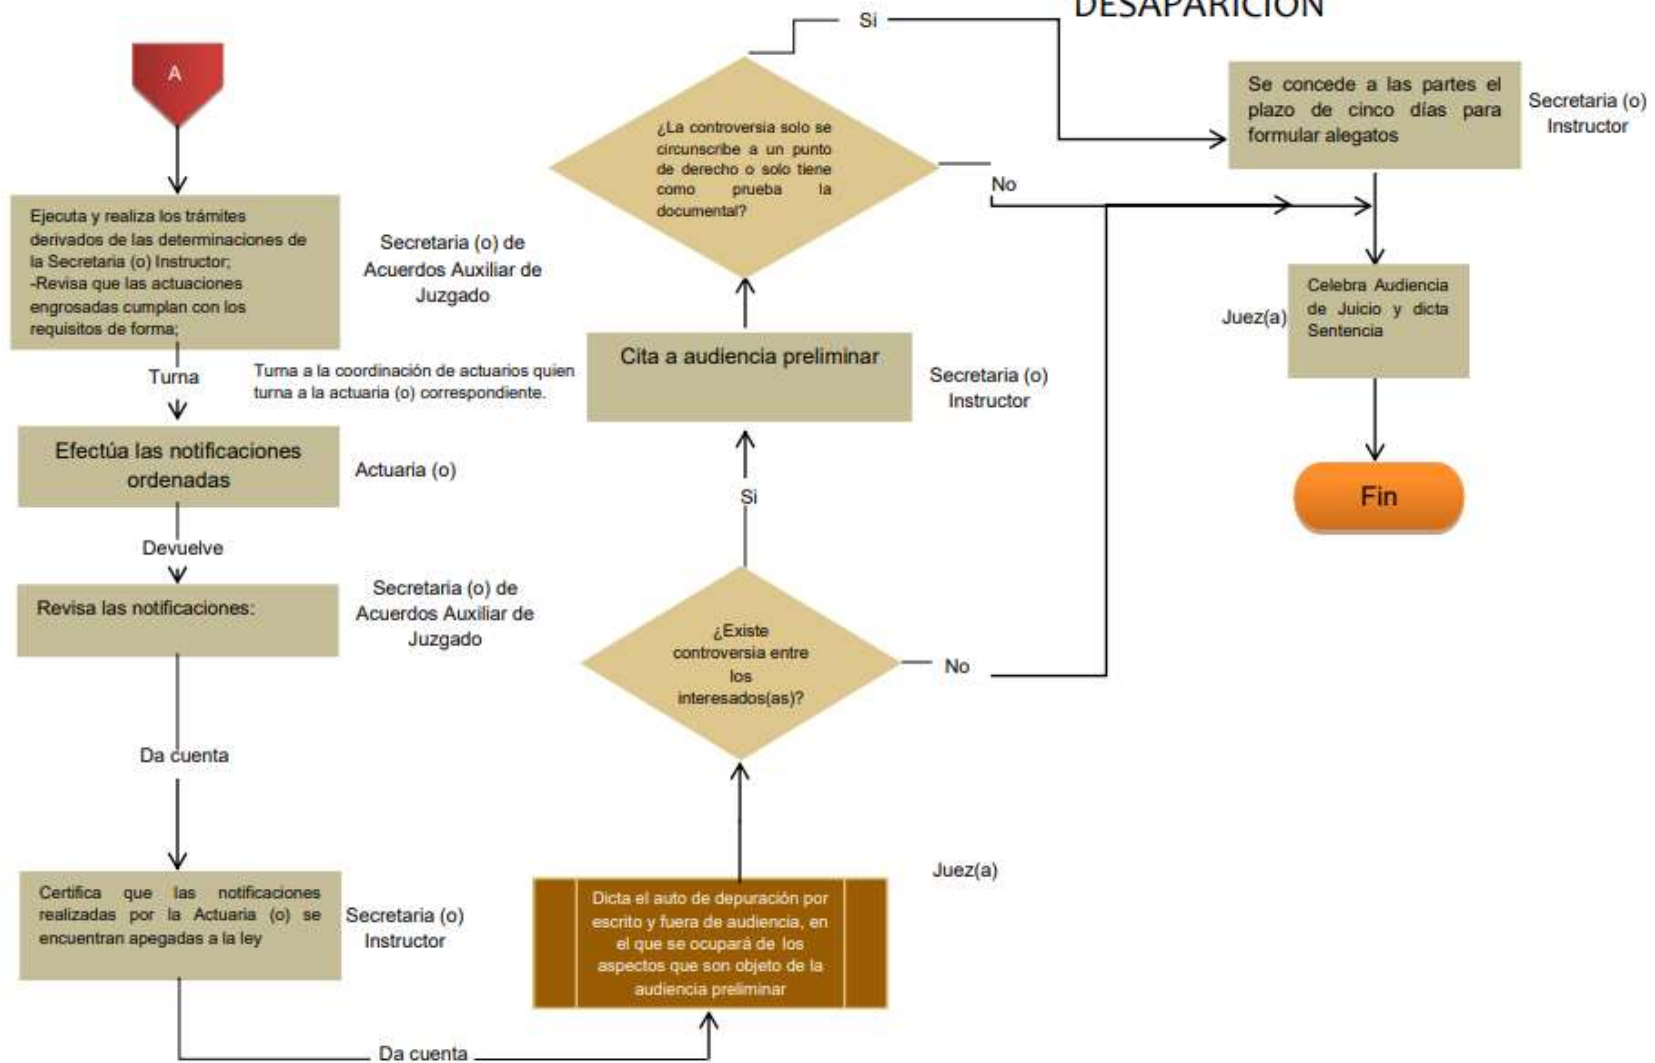 DESAPARICIÓN
A
Ejecuta y realiza los trámites
derivados de las determinaciones de
la Secretaria (o) Instructor;
-Revisa que las actuaciones
engrosadas cumplan con los
requisitos de forma;
Secretaria (o) de
Acuerdos Auxiliar de
Juzgado
Turna
Turna a la coordinación de actuarios quien
turna a la actuaria (o) correspondiente.
Efectúa las notificaciones
ordenadas
Actuaria (o)
Devuelve
Revisa las notificaciones:
Secretaria (o) de
Acuerdos Auxiliar de
Juzgado
Da cuenta
Certifica que las notificaciones
realizadas por la Actuaria (o) se
encuentran apegadas a la ley
Secretaria (o)
Instructor
Da cuenta
Dicta el auto de depuración por
escrito y fuera de audiencia, en
el que se ocupará de los
aspectos que son objeto de la
audiencia preliminar
Juez(a)
¿Existe
controversia entre
los
interesados(as)?
No
Si
Cita a audiencia preliminar
Secretaria (o)
Instructor
¿La controversia solo se
circunscribe a un punto
de derecho o solo tiene
como prueba la
documental?
Si
No
Se concede a las partes el
plazo de cinco días para
formular alegatos
Secretaria (o)
Instructor
Juez(a)
Celebra Audiencia
de Juicio y dicta
Sentencia
Fin